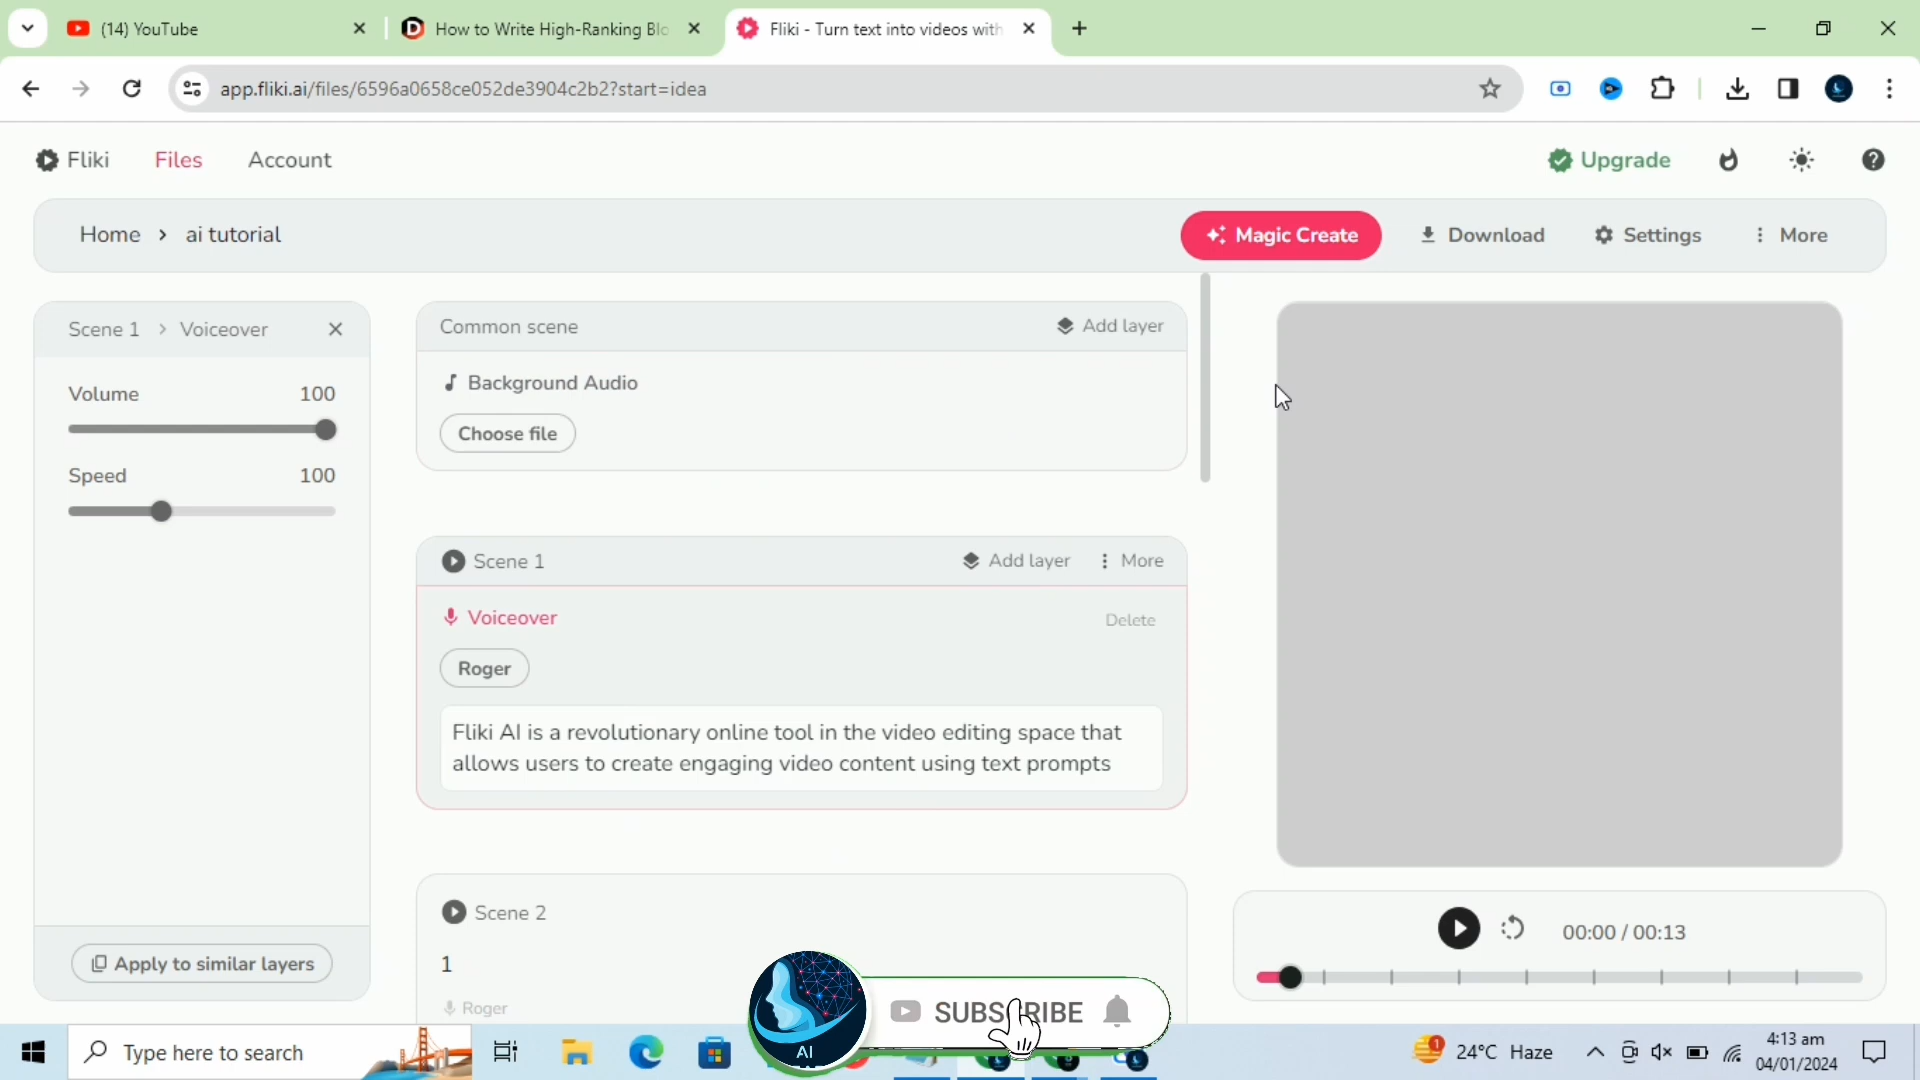 (14) YouTube
How to Write High-Ranking Blo
Fliki - Turn text into videos with
app.fliki.ai/files/6596a0658ce052de3904c2b2?start=idea
Fliki
Files
Account
Upgrade
Home > ai tutorial
Magic Create
Download
Settings
More
Scene 1 > Voiceover
Volume 100
Speed 100
Apply to similar layers
Common scene
Add layer
Background Audio
Choose file
Scene 1
Add layer
More
Voiceover
Delete
Roger
Fliki AI is a revolutionary online tool in the video editing space that
allows users to create engaging video content using text prompts
Scene 2
1
Roger
00:00 / 00:13
AI
SUBSCRIBE
Type here to search
1
24°C Haze
4:13 am
04/01/2024